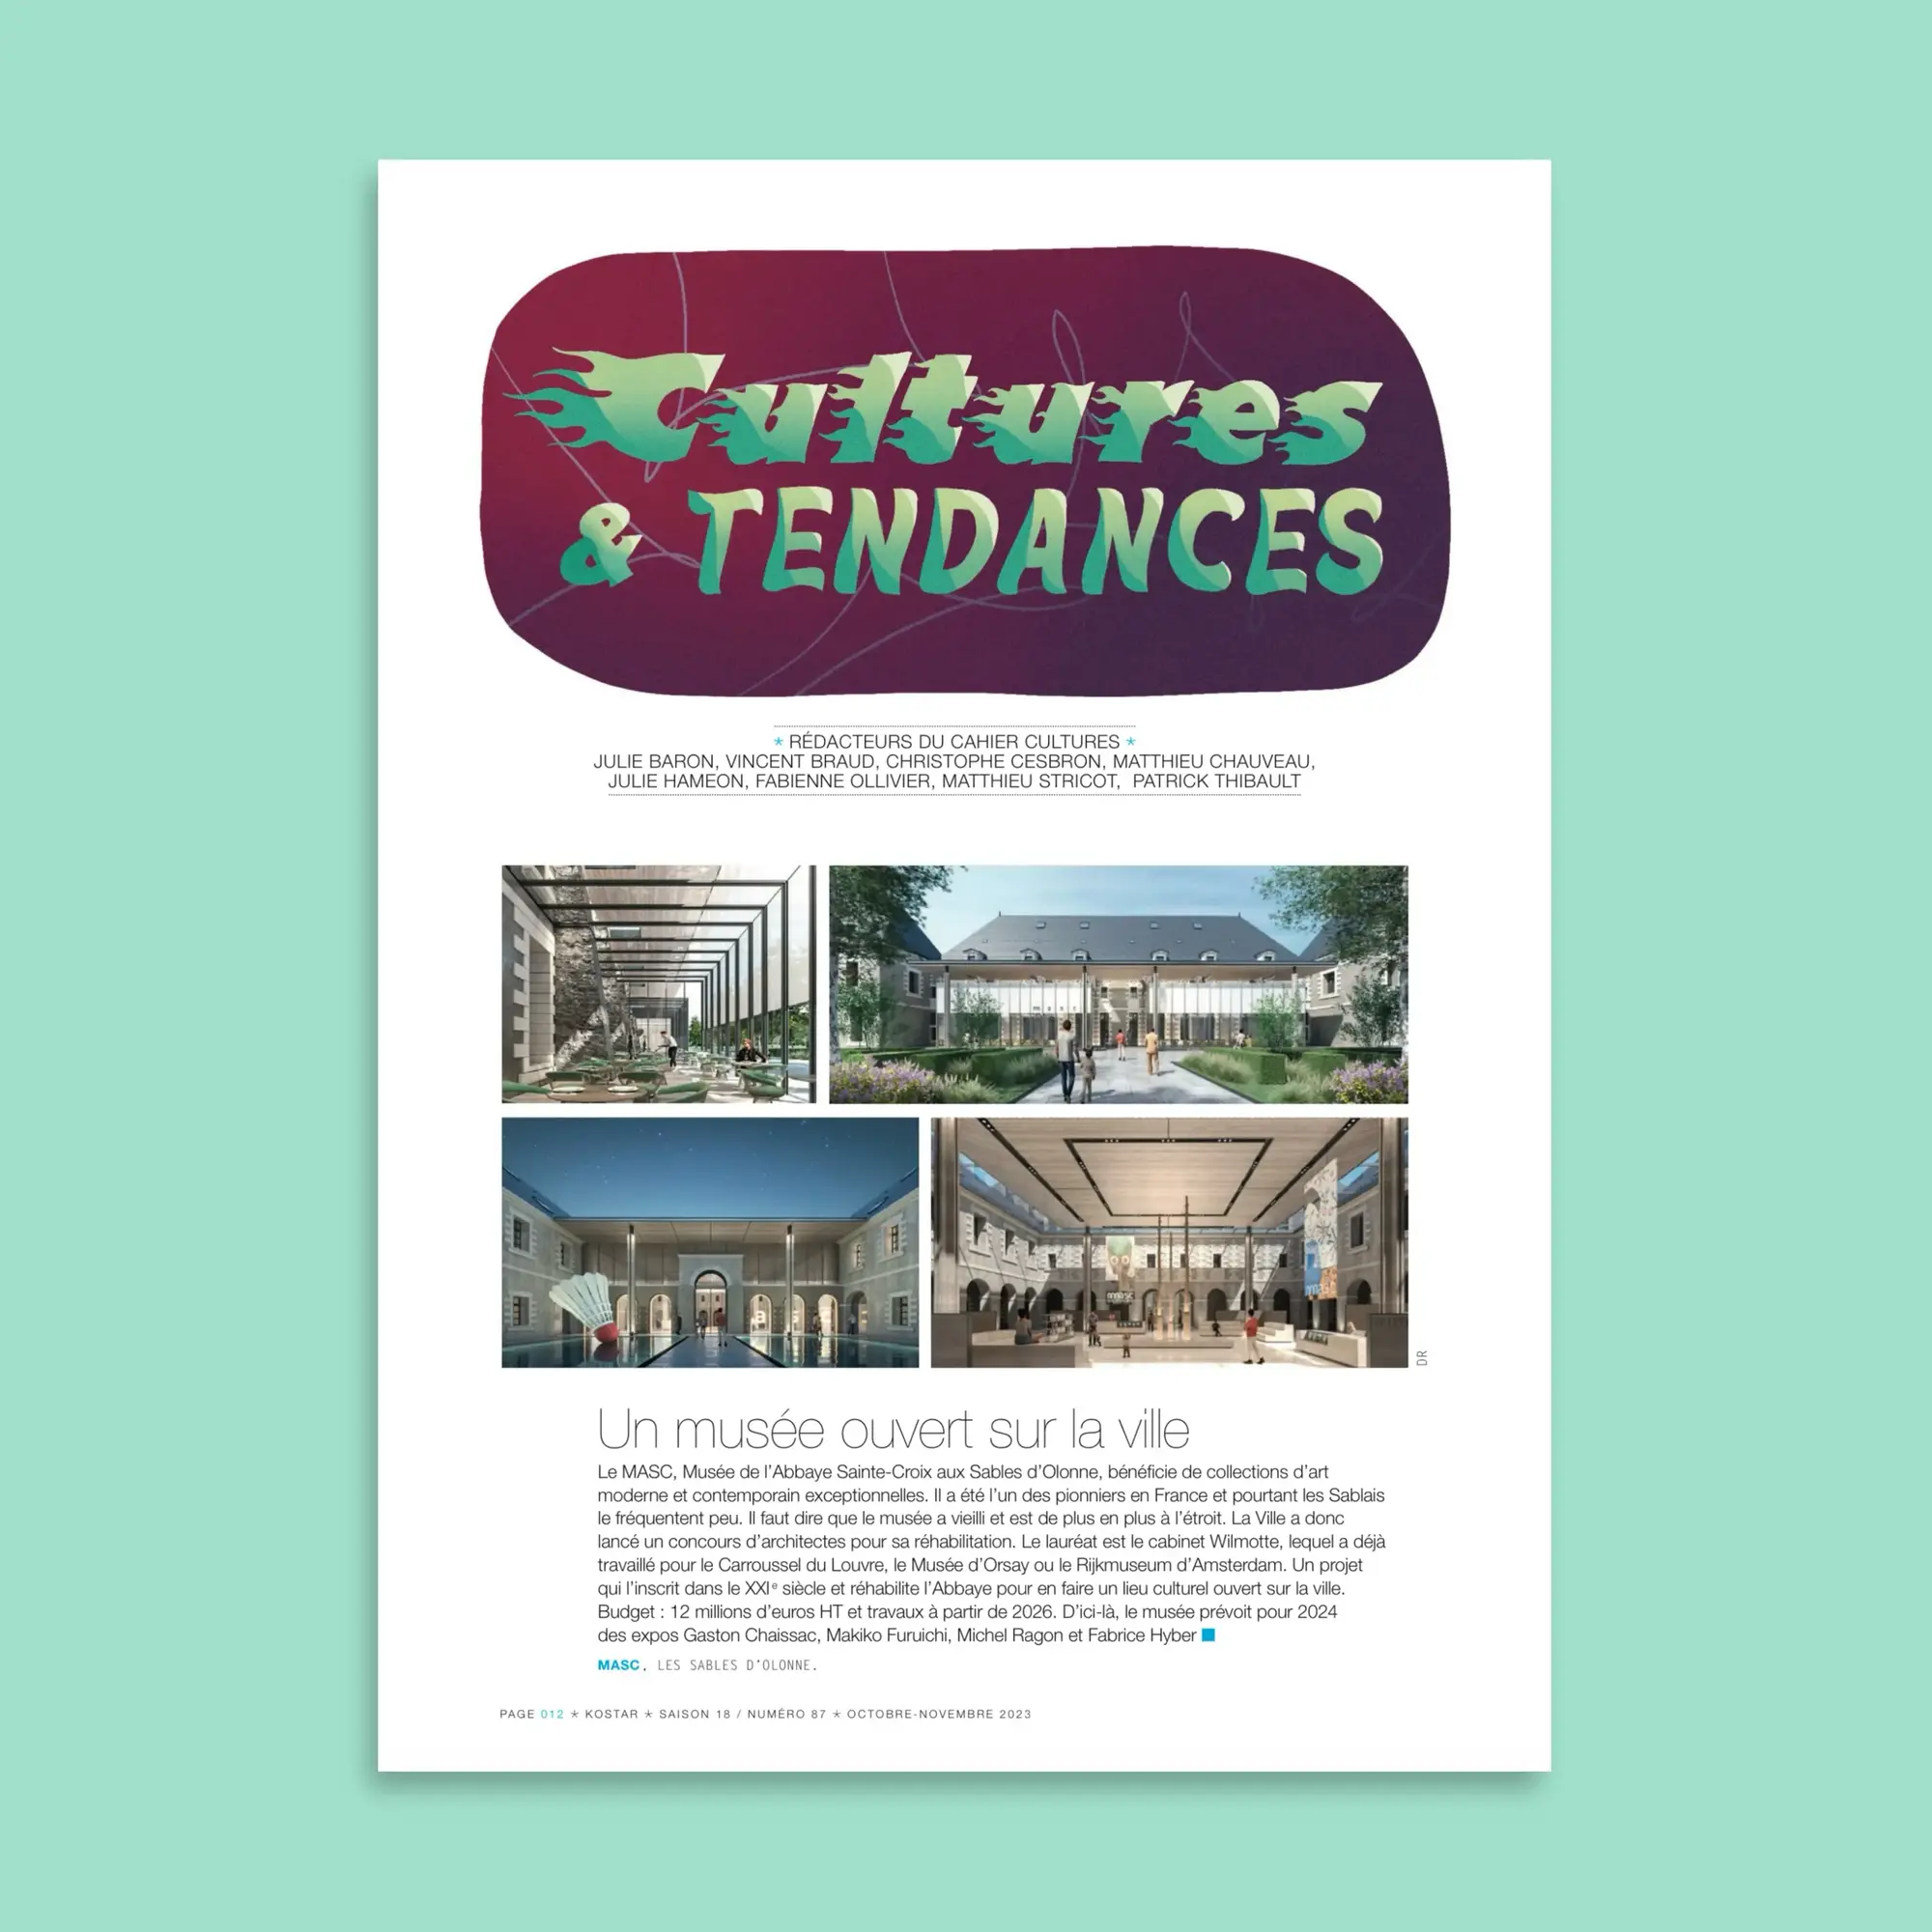 Cultures
& TENDANCES
* RÉDACTEURS DU CAHIER CULTURES *
JULIE BARON, VINCENT BRAUD, CHRISTOPHE CESBRON, MATTHIEU CHAUVEAU,
JULIE HAMEON, FABIENNE OLLIVIER, MATTHIEU STRICOT, PATRICK THIBAULT
DR
Un musée ouvert sur la ville
Le MASC, Musée de l’Abbaye Sainte-Croix aux Sables d’Olonne, bénéficie de collections d’art
moderne et contemporain exceptionnelles. Il a été l’un des pionniers en France et pourtant les Sablais
le fréquentent peu. Il faut dire que le musée a vieilli et est de plus en plus à l’étroit. La Ville a donc
lancé un concours d’architectes pour sa réhabilitation. Le lauréat est le cabinet Wilmotte, lequel a déjà
travaillé pour le Carroussel du Louvre, le Musée d’Orsay ou le Rijkmuseum d’Amsterdam. Un projet
qui l’inscrit dans le XXIe siècle et réhabilite l’Abbaye pour en faire un lieu culturel ouvert sur la ville.
Budget : 12 millions d’euros HT et travaux à partir de 2026. D’ici-là, le musée prévoit pour 2024
des expos Gaston Chaissac, Makiko Furuichi, Michel Ragon et Fabrice Hyber
MASC, LES SABLES D’OLONNE.
PAGE 012 * KOSTAR * SAISON 18 / NUMÉRO 87 * OCTOBRE-NOVEMBRE 2023